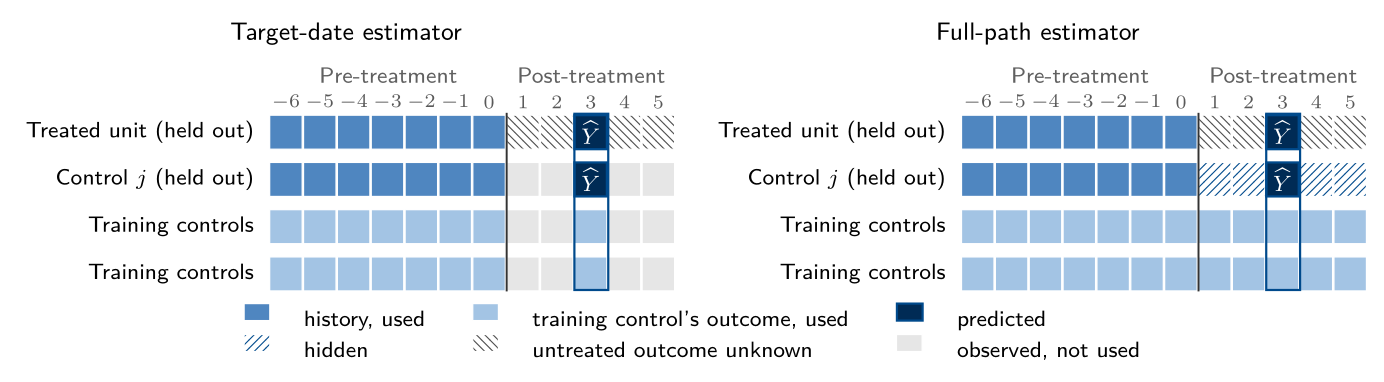 Target-date estimator
Pre-treatment Post-treatment
−6 −5 −4 −3 −2 −1 0 1 2 3 4 5
Treated unit (held out) Ŷ
Control j (held out) Ŷ
Training controls
Training controls
Full-path estimator
Pre-treatment Post-treatment
−6 −5 −4 −3 −2 −1 0 1 2 3 4 5
Treated unit (held out) Ŷ
Control j (held out) Ŷ
Training controls
Training controls
history, used training control's outcome, used predicted
hidden untreated outcome unknown observed, not used